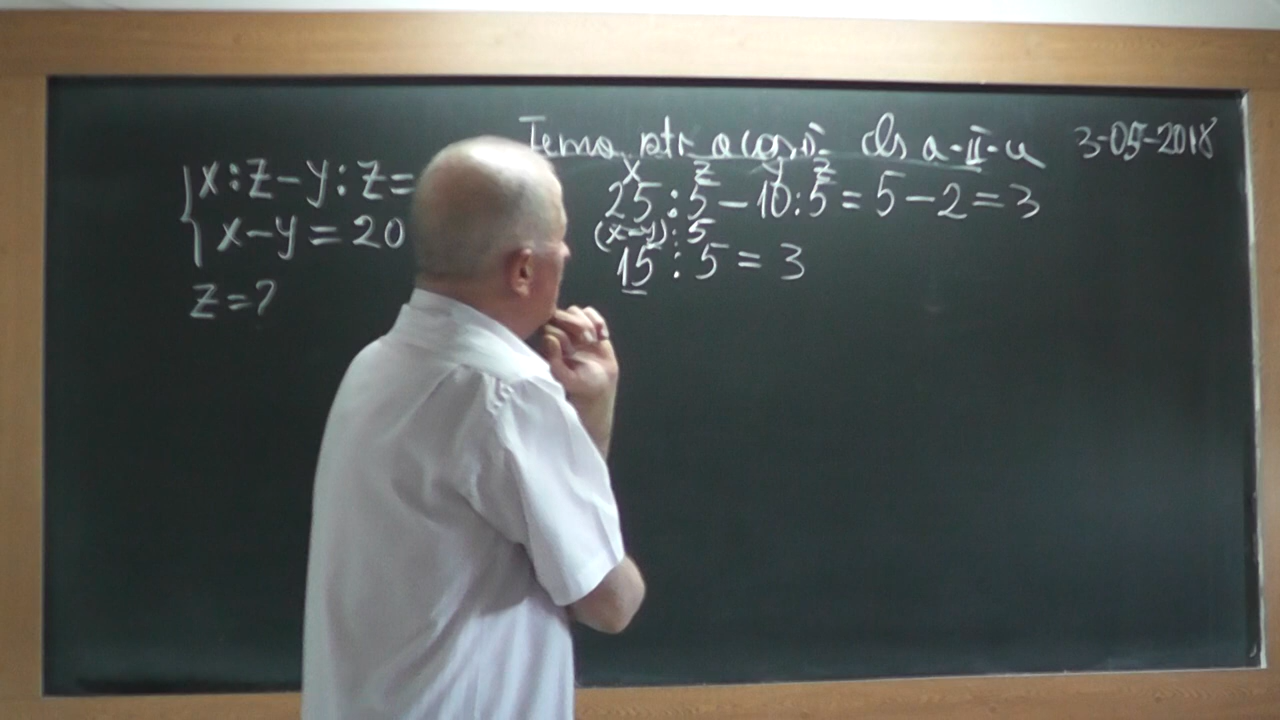 Tema ptr acasă cls a-II-a 3-05-2018
x:z-y:z=
x-y=20
z=?
x z y z
25:5-10:5=5-2=3
(x-y):5
15:5=3